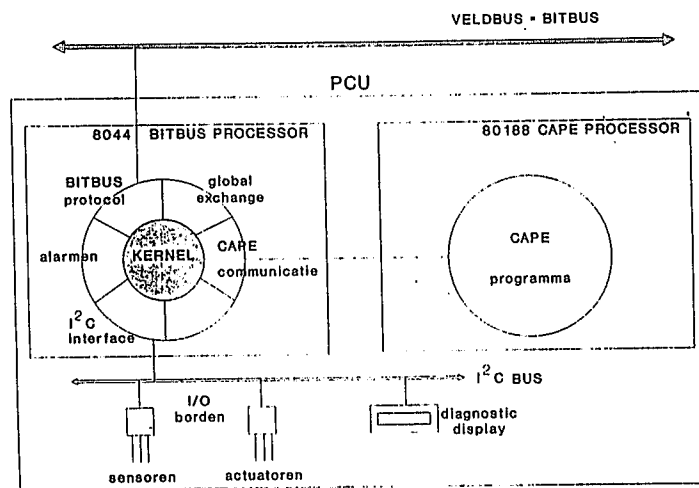 VELDBUS - BITBUS
PCU
8044 BITBUS PROCESSOR
80188 CAPE PROCESSOR
BITBUS
protocol
global
exchange
alarmen
KERNEL
CAPE
communicatie
I²C
interface
CAPE
programma
I²C BUS
I/O
borden
diagnostic
display
sensoren
actuatoren